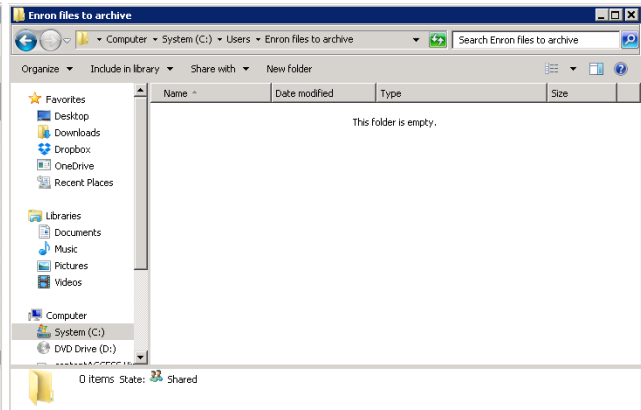 Enron files to archive
Computer System (C:) Users Enron files to archive Search Enron files to archive
Organize Include in library Share with New folder
Name Date modified Type Size
This folder is empty.
Favorites
Desktop
Downloads
Dropbox
OneDrive
Recent Places
Libraries
Documents
Music
Pictures
Videos
Computer
System (C:)
DVD Drive (D:)
0 items State: Shared